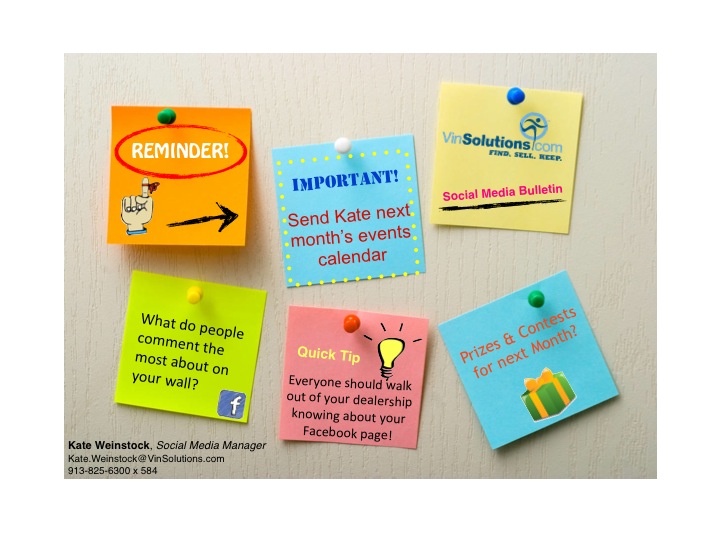 REMINDER!
IMPORTANT!
Send Kate next
month's events
calendar
VinSolutions.com
FIND. SELL. KEEP.
Social Media Bulletin
What do people
comment the
most about on
your wall?
f
Quick Tip
Everyone should walk
out of your dealership
knowing about your
Facebook page!
Prizes & Contests
for next Month?
Kate Weinstock, Social Media Manager
Kate.Weinstock@VinSolutions.com
913-825-6300 x 584